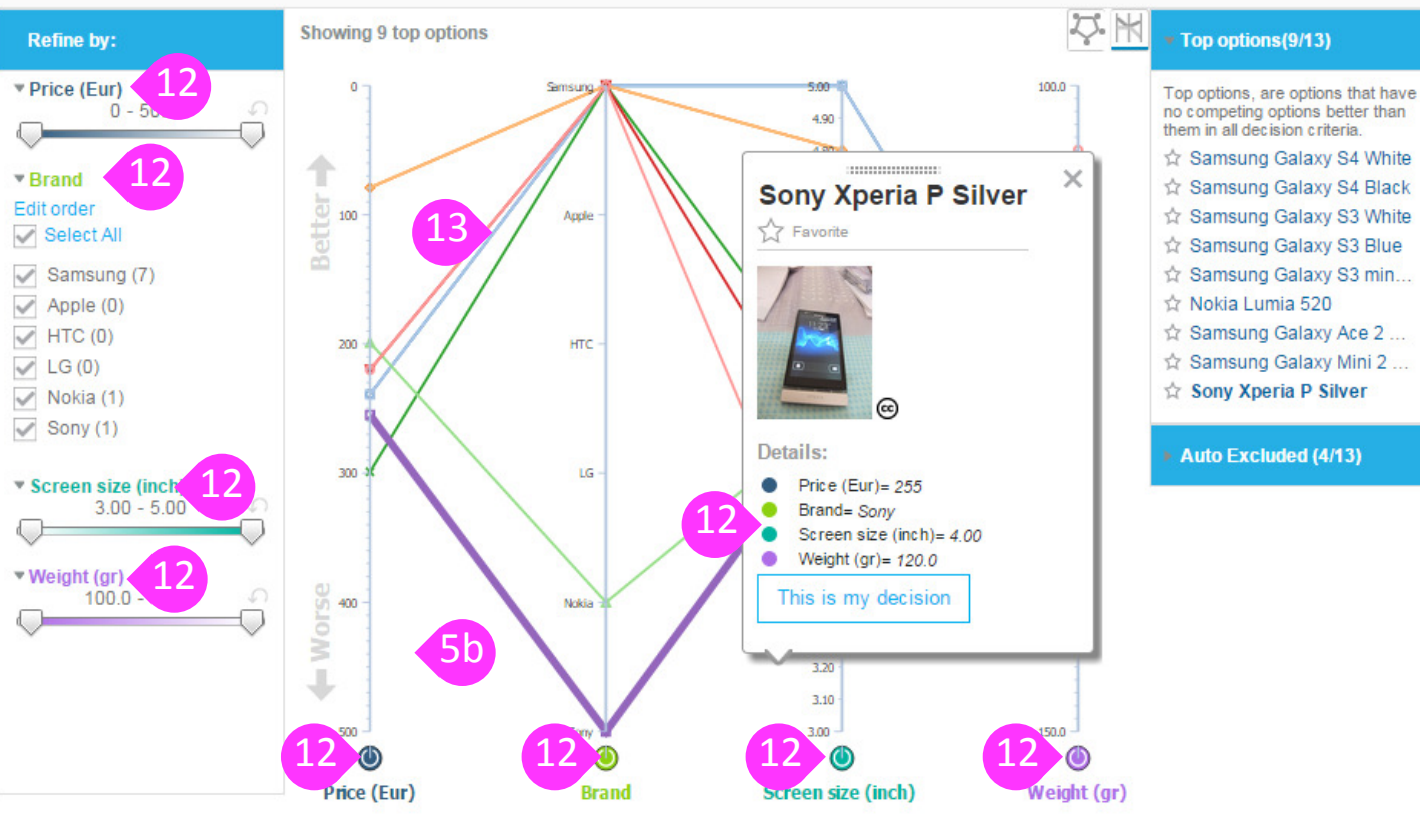 Refine by:
Price (Eur)
12
0 - 50
Brand
12
Edit order
Select All
Samsung (7)
Apple (0)
HTC (0)
LG (0)
Nokia (1)
Sony (1)
Screen size (inch
12
3.00 - 5.00
Weight (gr)
12
100.0 -
Showing 9 top options
0
100
200
300
400
500
Better
Worse
13
5b
Samsung
Apple
HTC
LG
Nokia
Sony
5.00
4.90
4.80
3.20
3.10
3.00
100.0
150.0
Sony Xperia P Silver
Favorite
cc
Details:
Price (Eur)= 255
Brand= Sony
12
Screen size (inch)= 4.00
Weight (gr)= 120.0
This is my decision
12
12
12
12
Price (Eur)
Brand
Screen size (inch)
Weight (gr)
Top options(9/13)
Top options, are options that have
no competing options better than
them in all decision criteria.
Samsung Galaxy S4 White
Samsung Galaxy S4 Black
Samsung Galaxy S3 White
Samsung Galaxy S3 Blue
Samsung Galaxy S3 min...
Nokia Lumia 520
Samsung Galaxy Ace 2 ...
Samsung Galaxy Mini 2 ...
Sony Xperia P Silver
Auto Excluded (4/13)